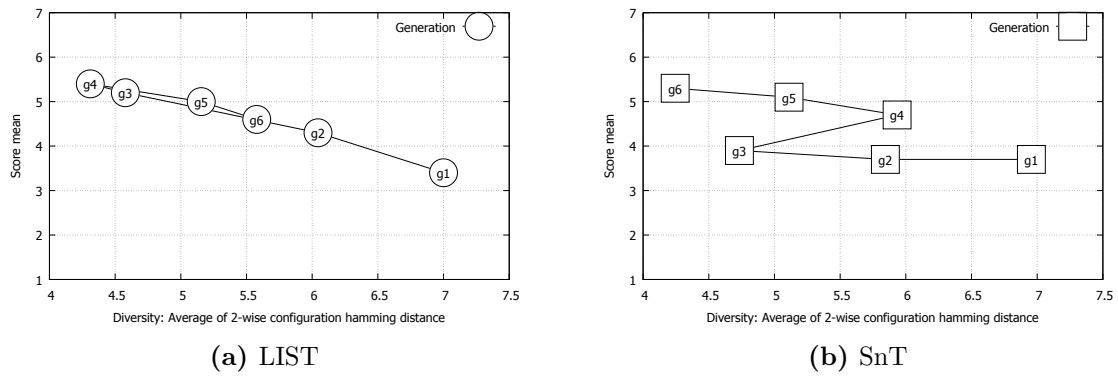 7
6
5
4
3
2
1
Score mean
Generation
g4
g3
g5
g6
g2
g1
4 4.5 5 5.5 6 6.5 7 7.5
Diversity: Average of 2-wise configuration hamming distance
(a) LIST
7
6
5
4
3
2
1
Score mean
Generation
g6
g5
g4
g3
g2
g1
4 4.5 5 5.5 6 6.5 7 7.5
Diversity: Average of 2-wise configuration hamming distance
(b) SnT